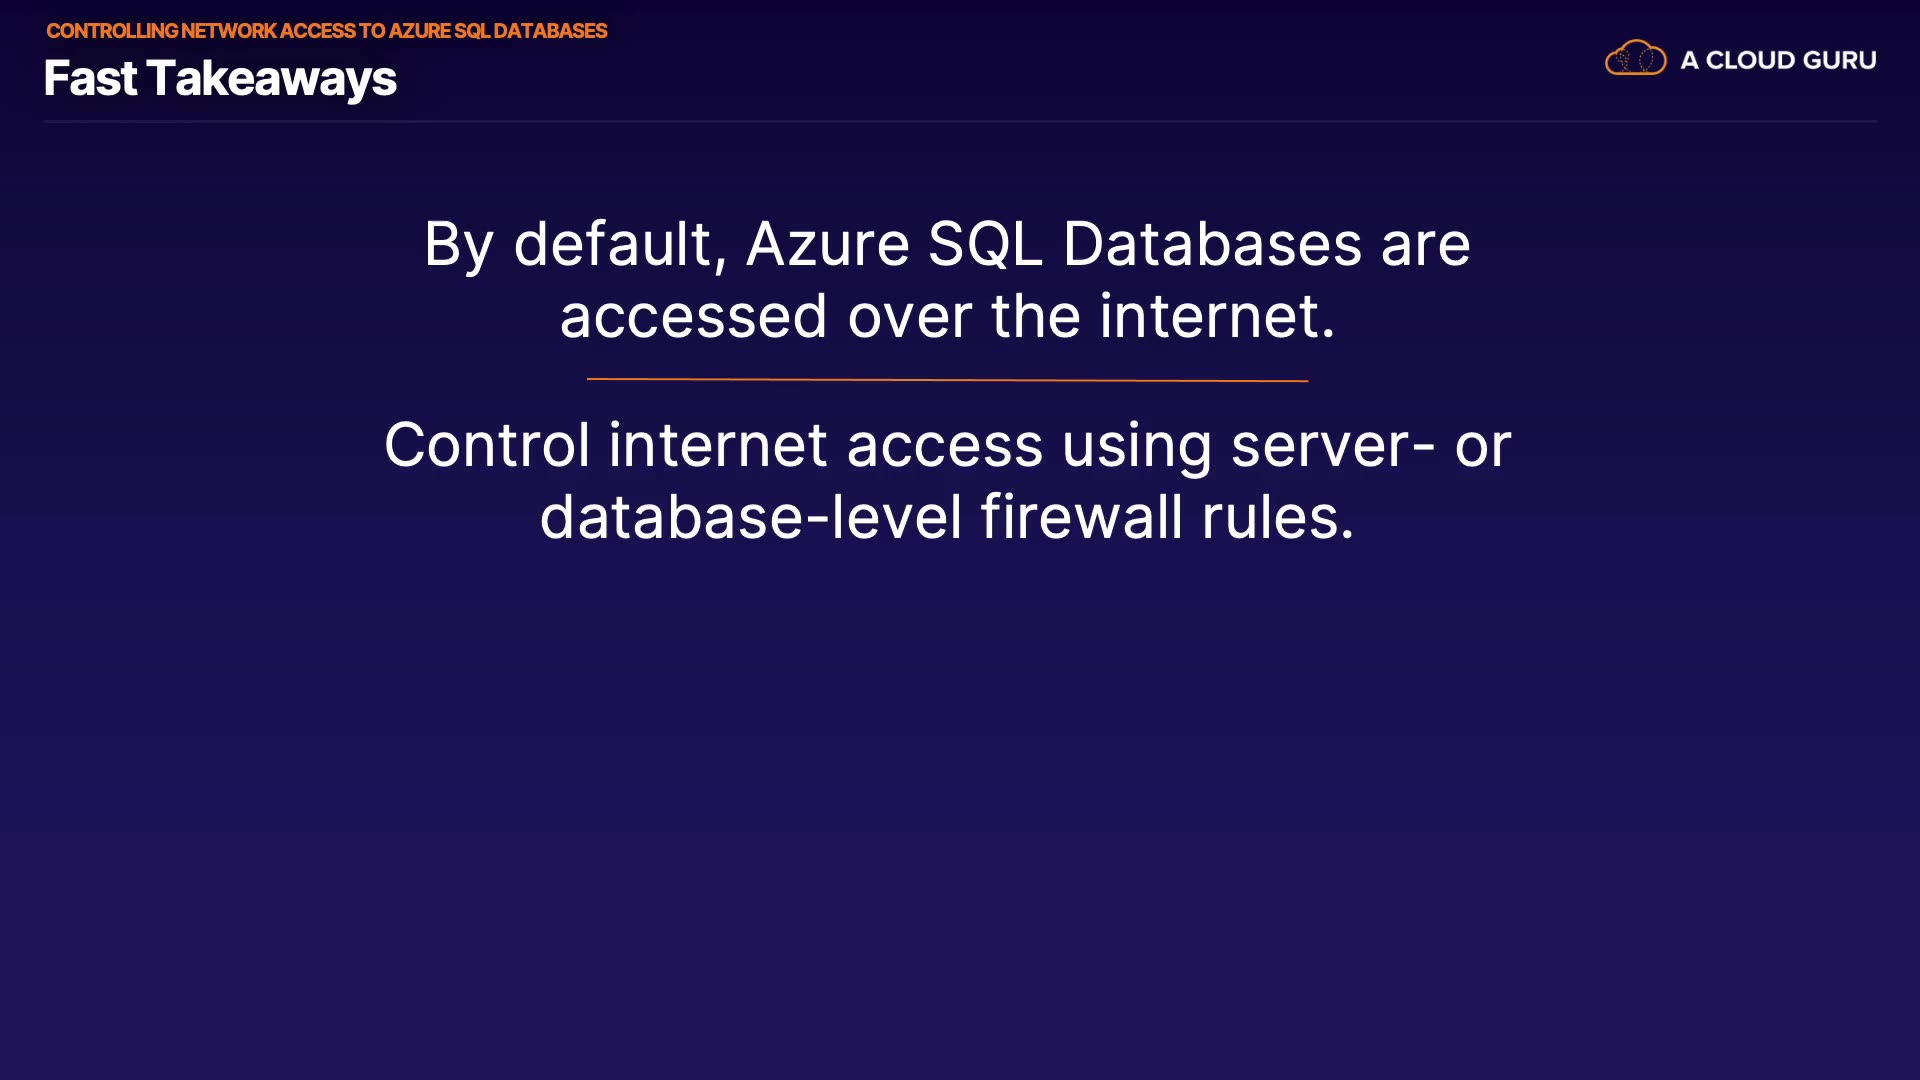 CONTROLLING NETWORK ACCESS TO AZURE SQL DATABASES
Fast Takeaways
A CLOUD GURU
By default, Azure SQL Databases are
accessed over the internet.
Control internet access using server- or
database-level firewall rules.